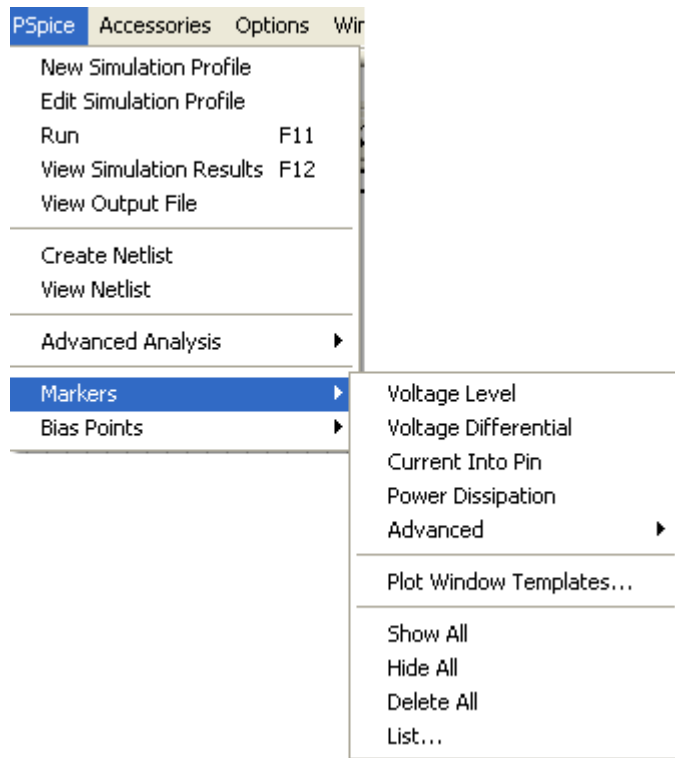 PSpice Accessories Options
New Simulation Profile
Edit Simulation Profile
Run F11
View Simulation Results F12
View Output File
Create Netlist
View Netlist
Advanced Analysis
Markers
Bias Points
Voltage Level
Voltage Differential
Current Into Pin
Power Dissipation
Advanced
Plot Window Templates...
Show All
Hide All
Delete All
List...